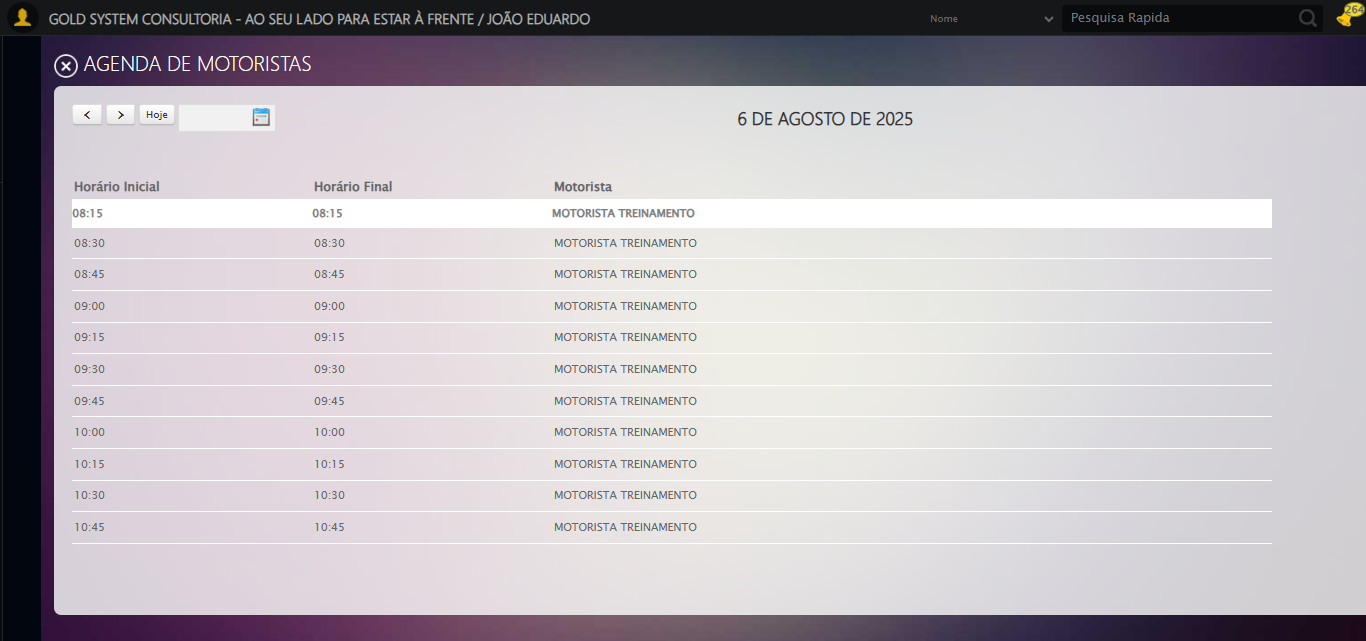 GOLD SYSTEM CONSULTORIA - AO SEU LADO PARA ESTAR À FRENTE / JOÃO EDUARDO Nome Pesquisa Rapida 264
AGENDA DE MOTORISTAS
< > Hoje 6 DE AGOSTO DE 2025
Horário Inicial Horário Final Motorista
08:15 08:15 MOTORISTA TREINAMENTO
08:30 08:30 MOTORISTA TREINAMENTO
08:45 08:45 MOTORISTA TREINAMENTO
09:00 09:00 MOTORISTA TREINAMENTO
09:15 09:15 MOTORISTA TREINAMENTO
09:30 09:30 MOTORISTA TREINAMENTO
09:45 09:45 MOTORISTA TREINAMENTO
10:00 10:00 MOTORISTA TREINAMENTO
10:15 10:15 MOTORISTA TREINAMENTO
10:30 10:30 MOTORISTA TREINAMENTO
10:45 10:45 MOTORISTA TREINAMENTO